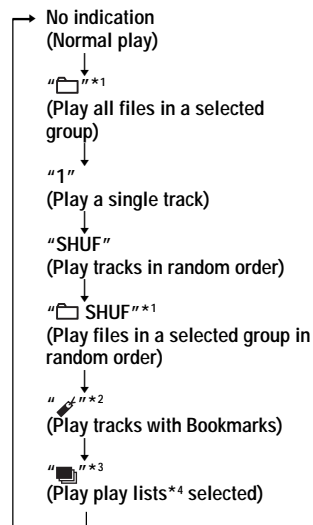 No indication
(Normal play)
“ ”*1
(Play all files in a selected
group)
“1”
(Play a single track)
“SHUF”
(Play tracks in random order)
“ SHUF”*1
(Play files in a selected group in
random order)
“ ”*2
(Play tracks with Bookmarks)
“ ”*3
(Play play lists*4 selected)